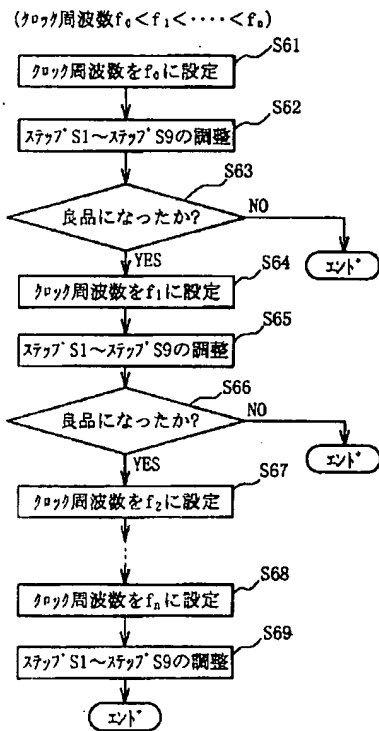 (クロック周波数f₀<f₁<‥‥<fₙ)
S61
クロック周波数をf₀に設定
S62
ステップS1〜ステップS9の調整
S63
良品になったか?
NO
エンド
YES
S64
クロック周波数をf₁に設定
S65
ステップS1〜ステップS9の調整
S66
良品になったか?
NO
エンド
YES
S67
クロック周波数をf₂に設定
S68
クロック周波数をfₙに設定
S69
ステップS1〜ステップS9の調整
エンド